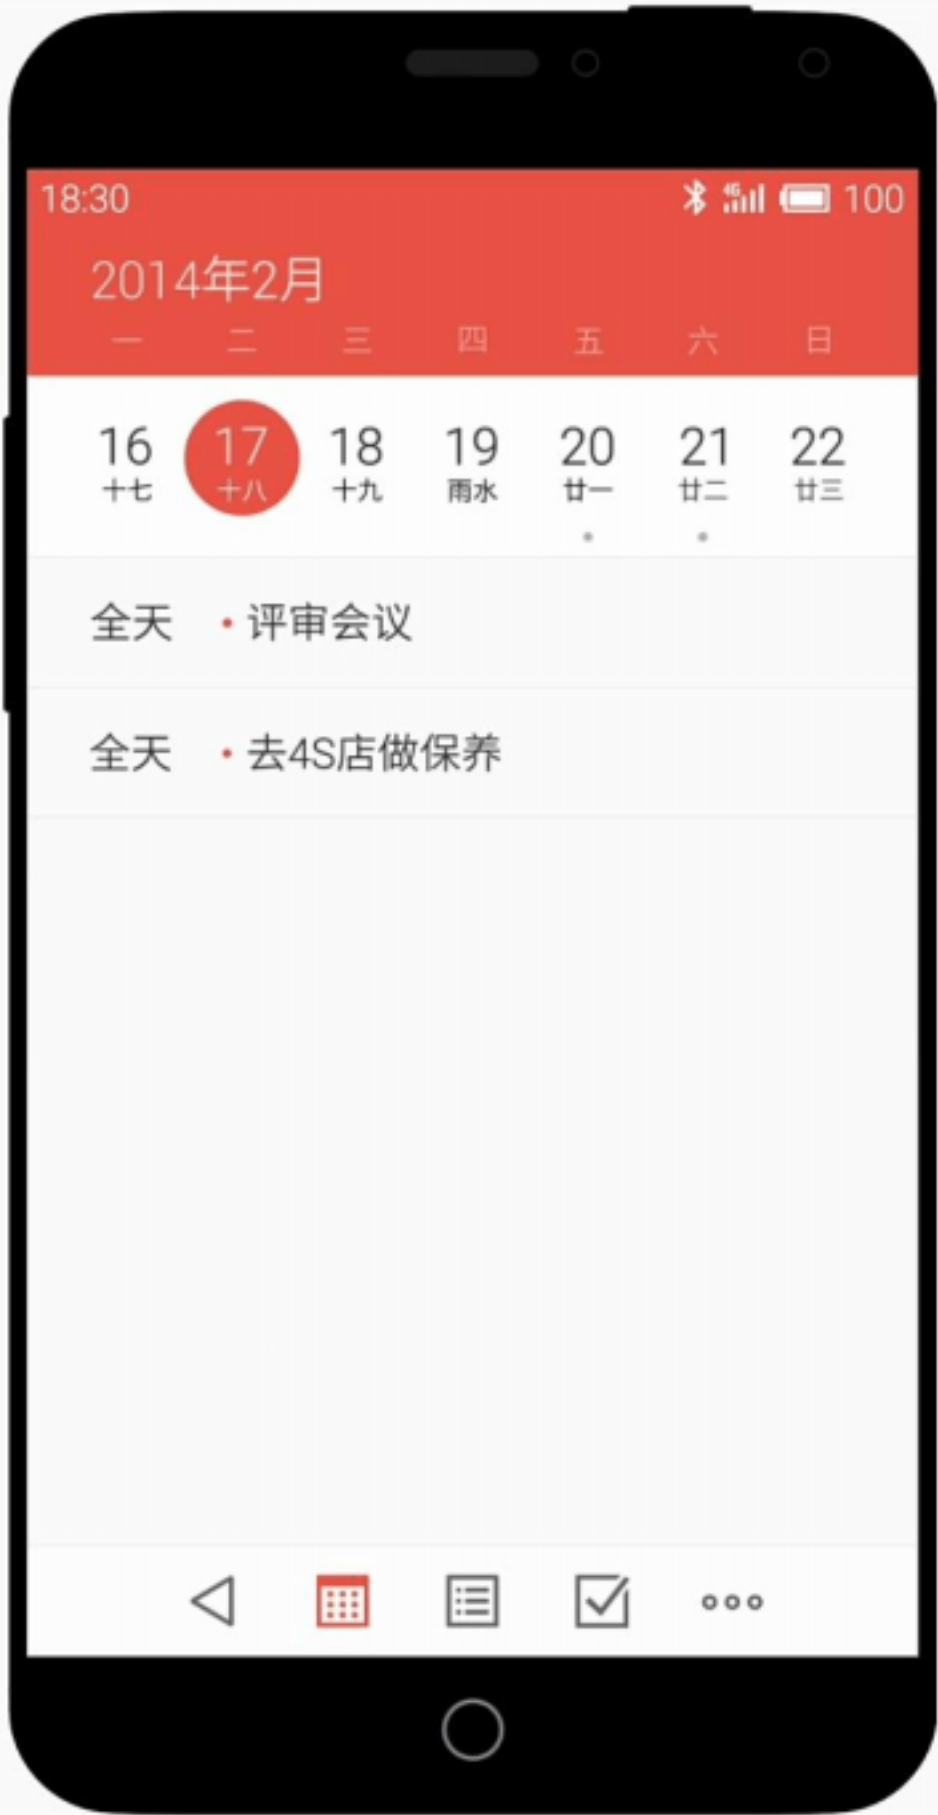 18:30 4G 100
2014年2月
一 二 三 四 五 六 日
16 17 18 19 20 21 22
十七 十八 十九 雨水 廿一 廿二 廿三
全天 • 评审会议
全天 • 去4S店做保养